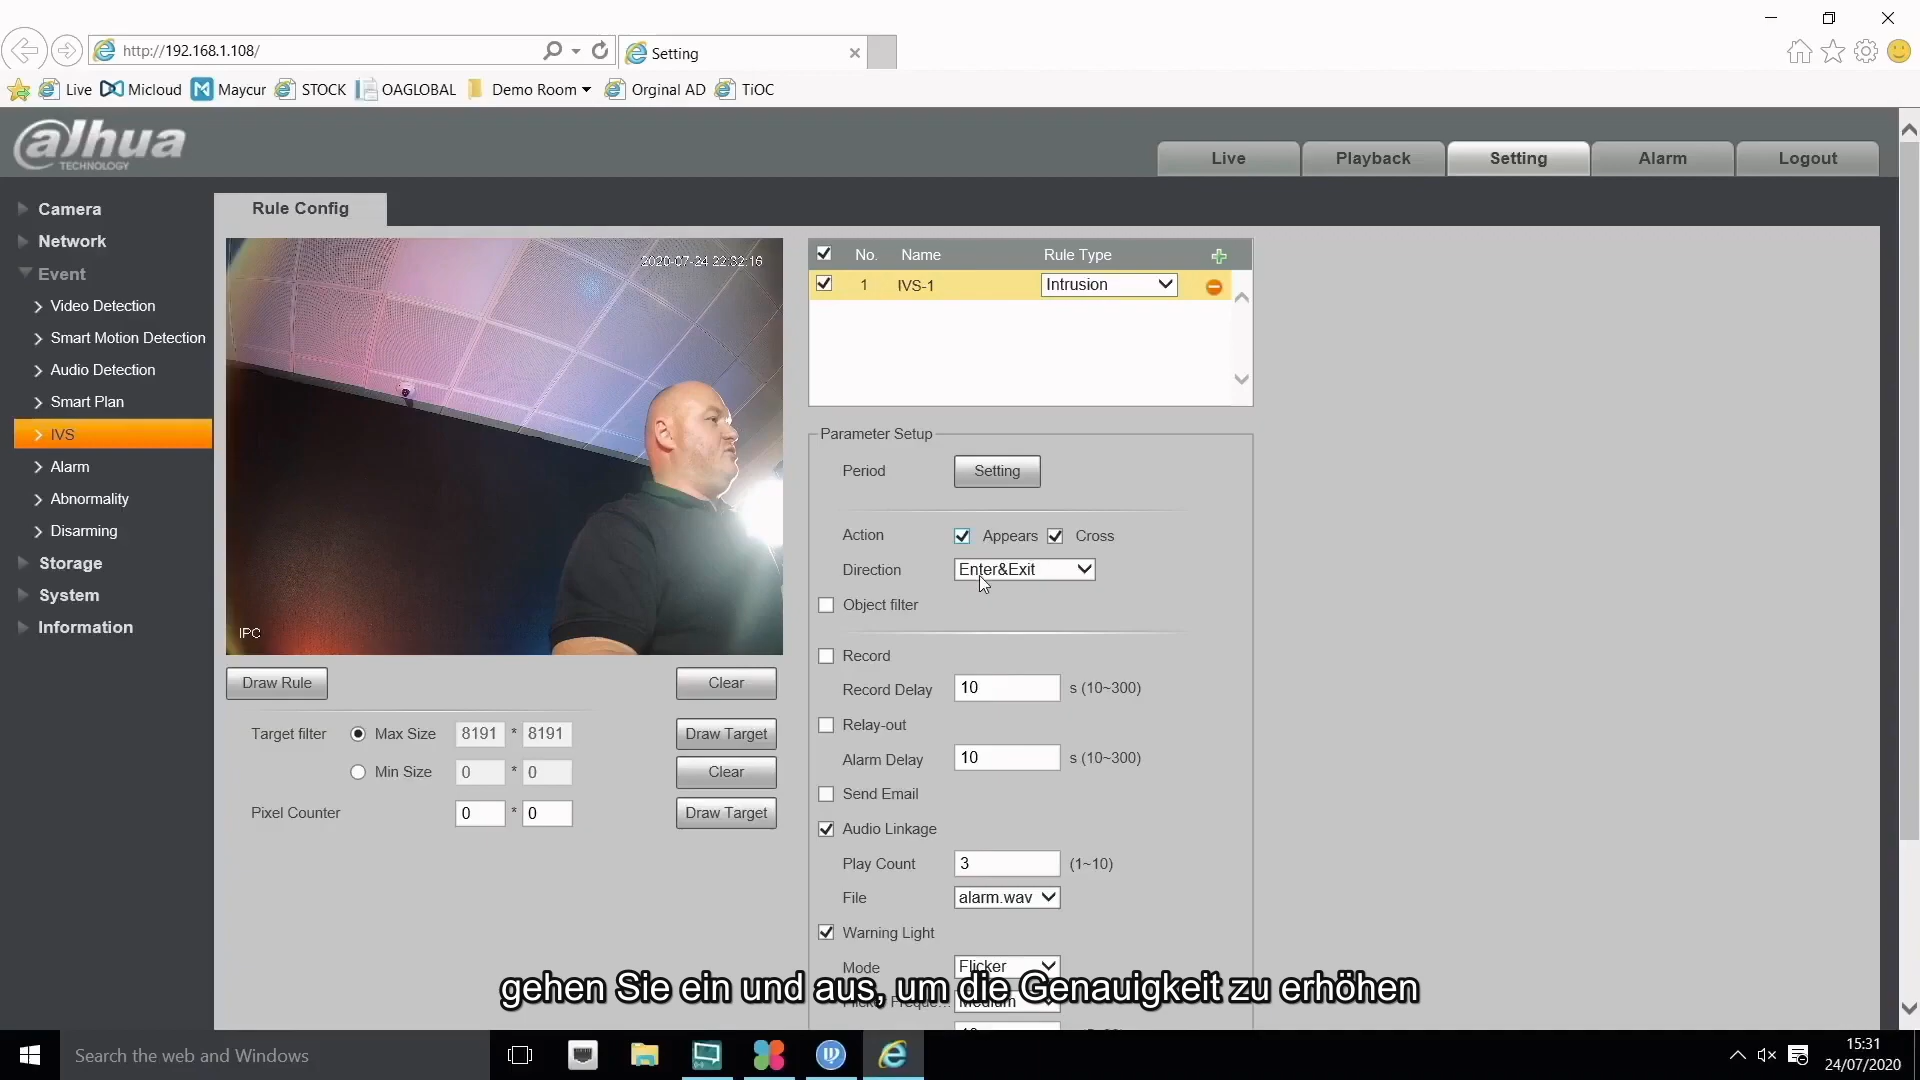 http://192.168.1.108/
Setting
Live
Micloud
Maycur
STOCK
OAGLOBAL
Demo Room
Orginal AD
TiOC
alhua
TECHNOLOGY
Live
Playback
Setting
Alarm
Logout
Camera
Network
Event
Video Detection
Smart Motion Detection
Audio Detection
Smart Plan
IVS
Alarm
Abnormality
Disarming
Storage
System
Information
Rule Config
2020-07-24 22:32:16
IPC
Draw Rule
Clear
Target filter Max Size 8191 * 8191 Draw Target
Min Size 0 * 0 Clear
Pixel Counter 0 * 0 Draw Target
No. Name Rule Type
1 IVS-1 Intrusion
Parameter Setup
Period Setting
Action Appears Cross
Direction Enter&Exit
Object filter
Record
Record Delay 10 s (10~300)
Relay-out
Alarm Delay 10 s (10~300)
Send Email
Audio Linkage
Play Count 3 (1~10)
File alarm.wav
Warning Light
Mode Flicker
Medium
gehen Sie ein und aus, um die Genauigkeit zu erhöhen
Search the web and Windows
15:31
24/07/2020